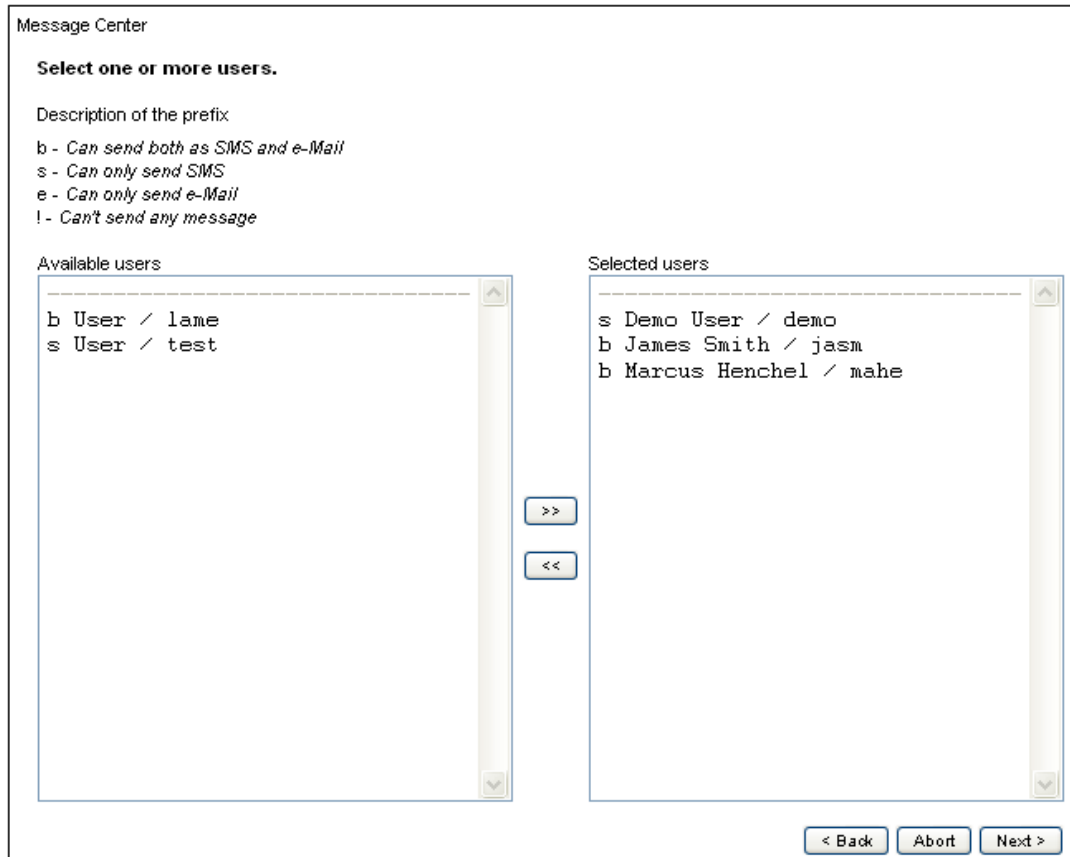 Message Center
Select one or more users.
Description of the prefix
b - Can send both as SMS and e-Mail
s - Can only send SMS
e - Can only send e-Mail
! - Can't send any message
Available users
--------------------------------
b User / lame
s User / test
>>
<<
Selected users
--------------------------------
s Demo User / demo
b James Smith / jasm
b Marcus Henchel / mahe
< Back Abort Next >